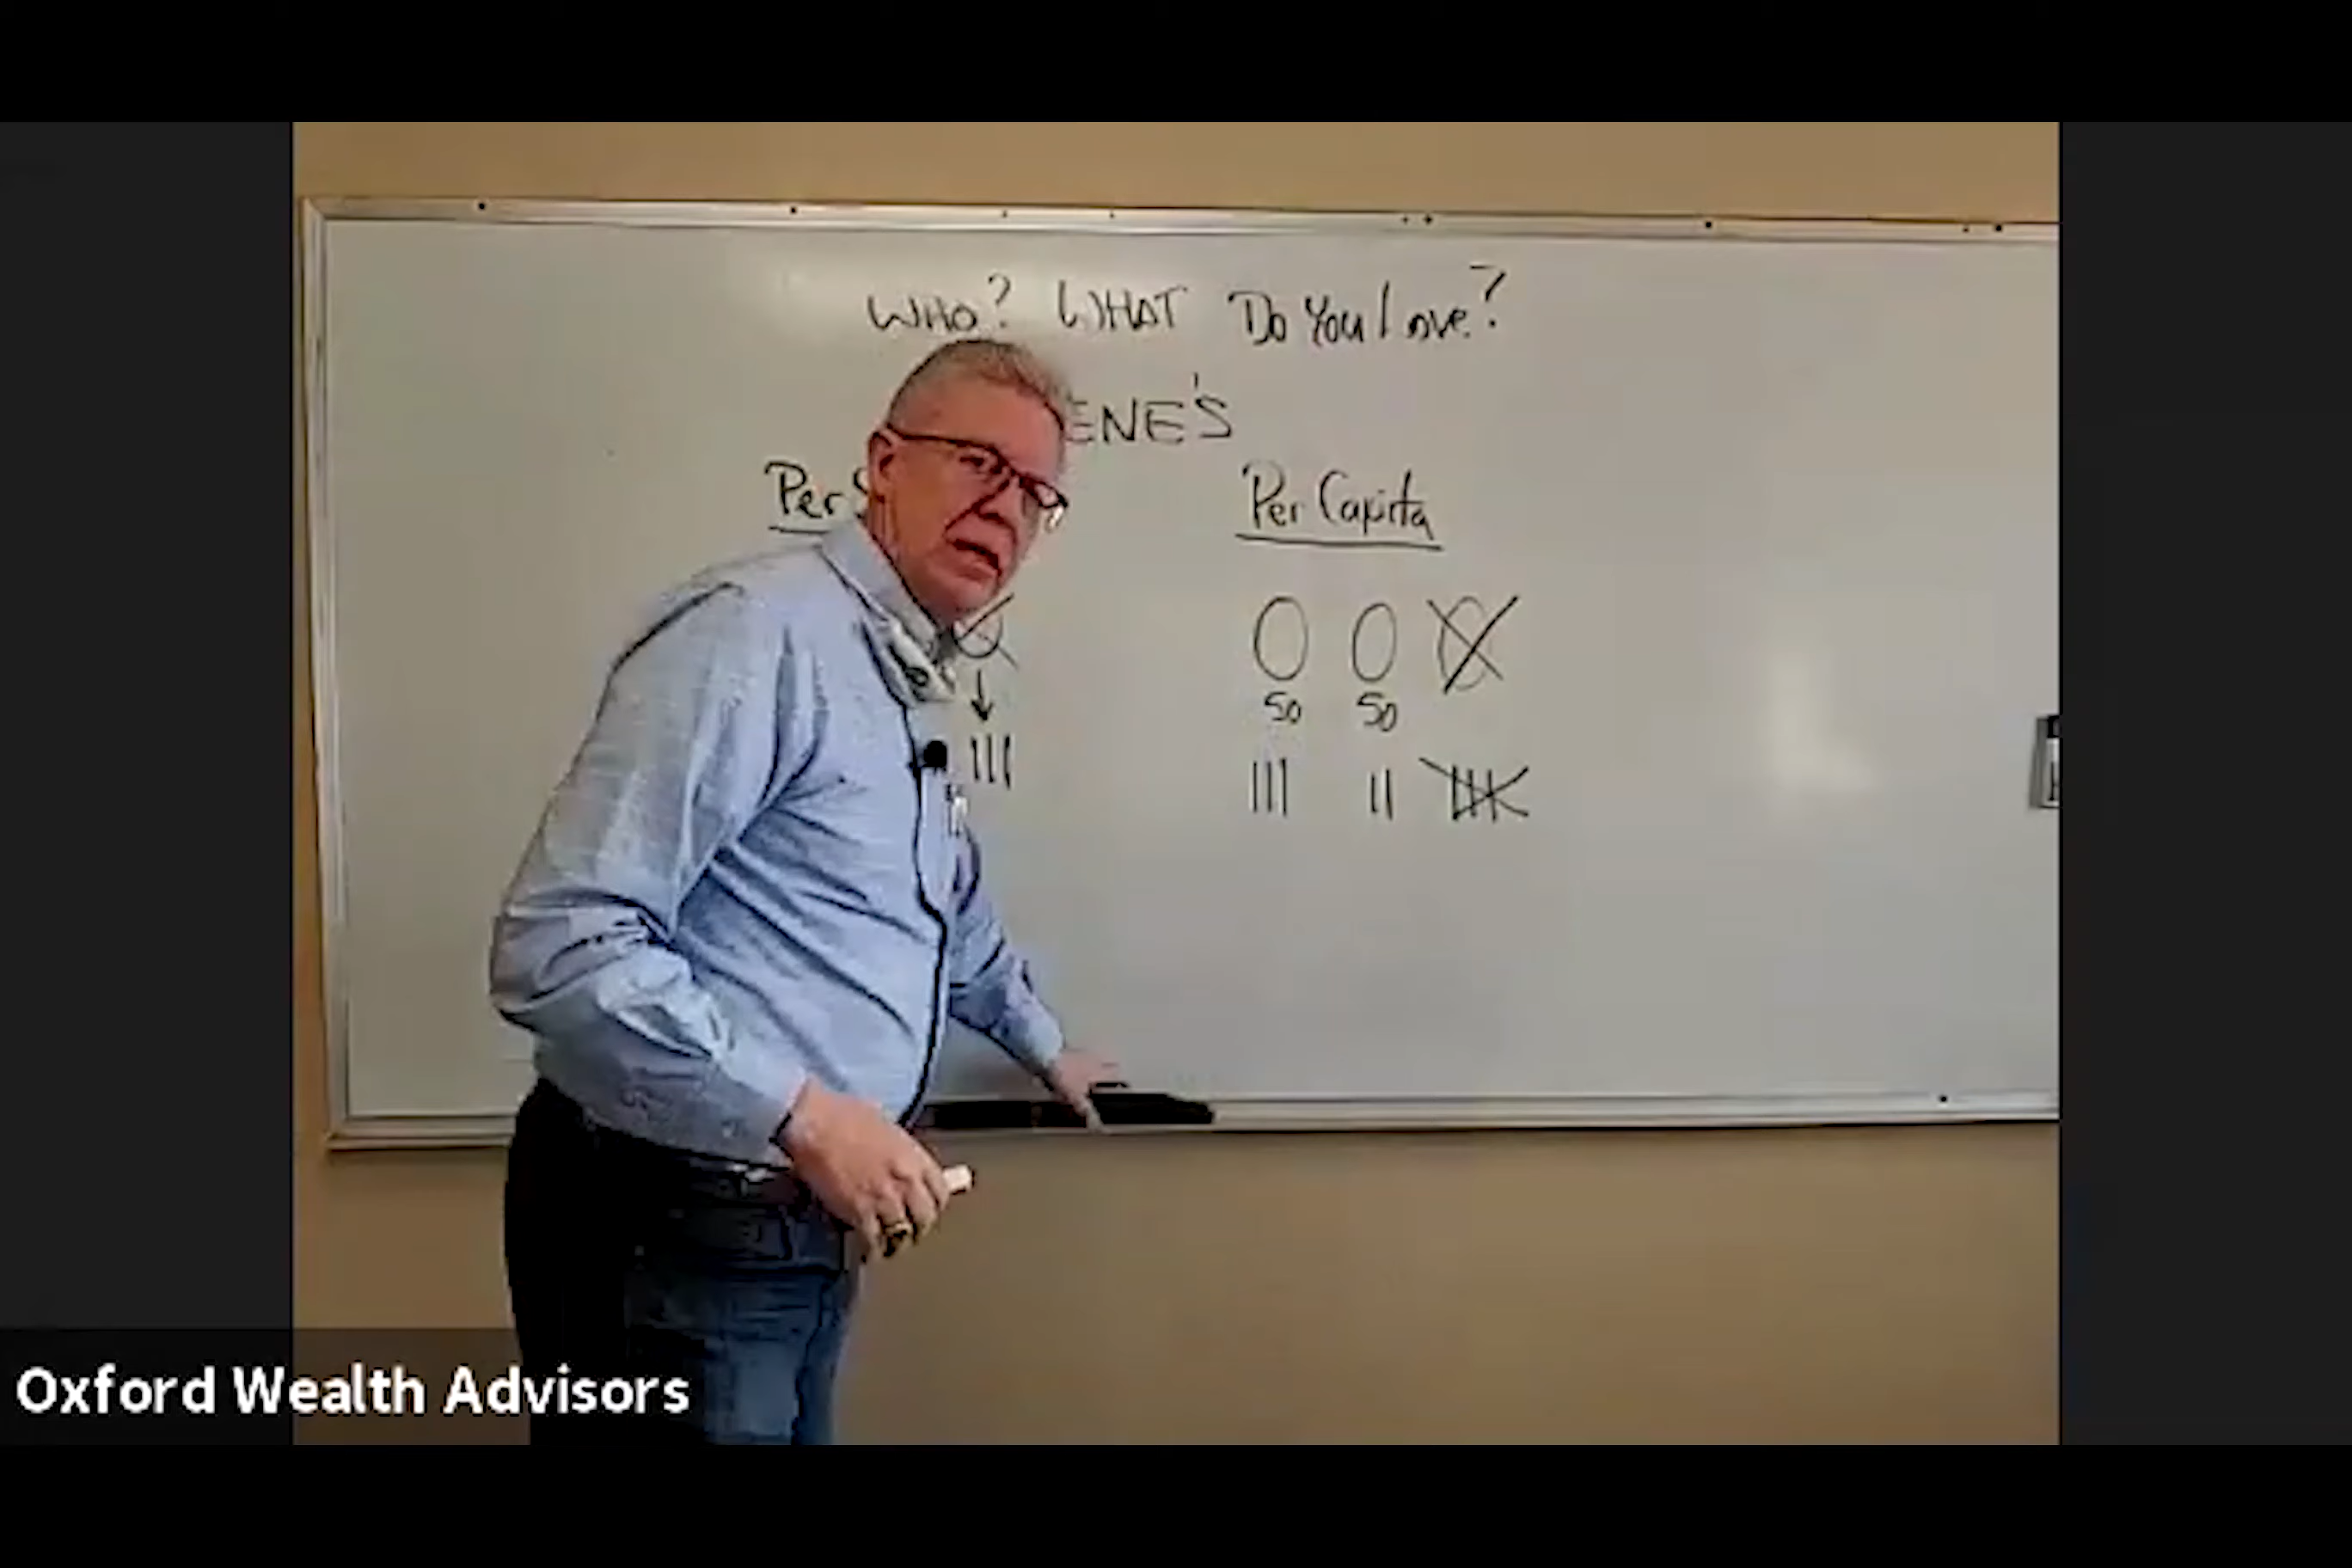 WHO? WHAT Do You Love?
ENE'S
Per S
Per Capita
50 50
Oxford Wealth Advisors